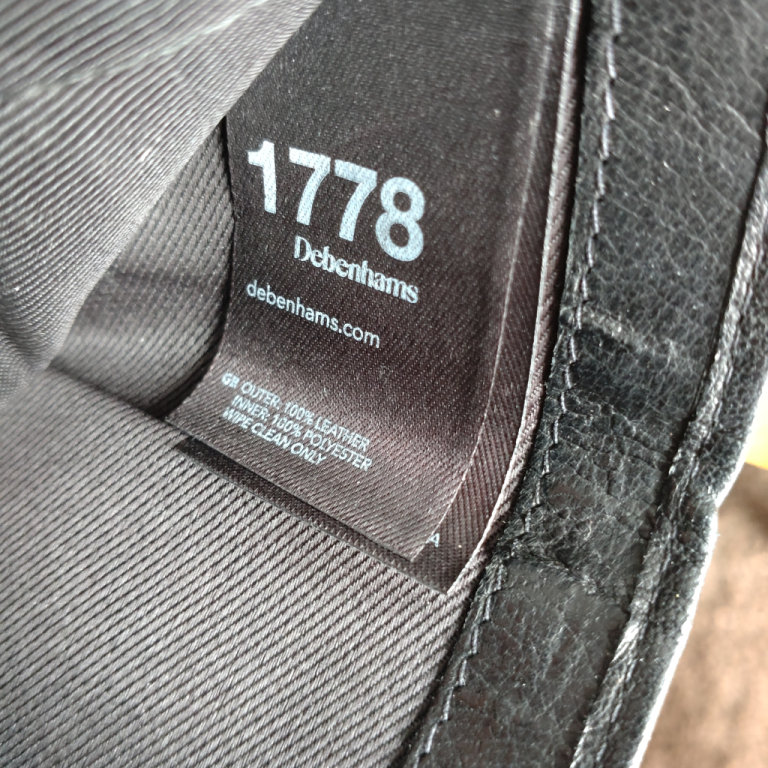 1778
Debenhams
debenhams.com
GB OUTER: 100% LEATHER
INNER: 100% POLYESTER
WIPE CLEAN ONLY
A